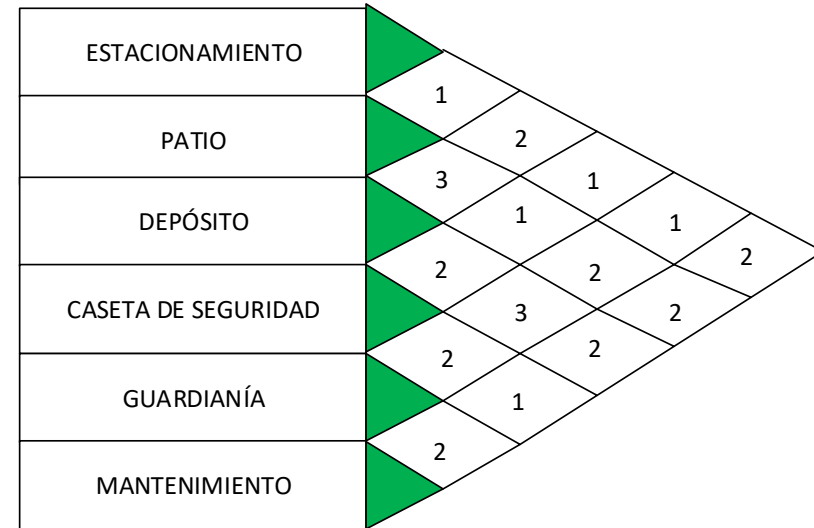 ESTACIONAMIENTO
1
PATIO
2
3
1
DEPÓSITO
1
1
2
2
2
CASETA DE SEGURIDAD
3
2
2
2
GUARDIANÍA
1
2
MANTENIMIENTO